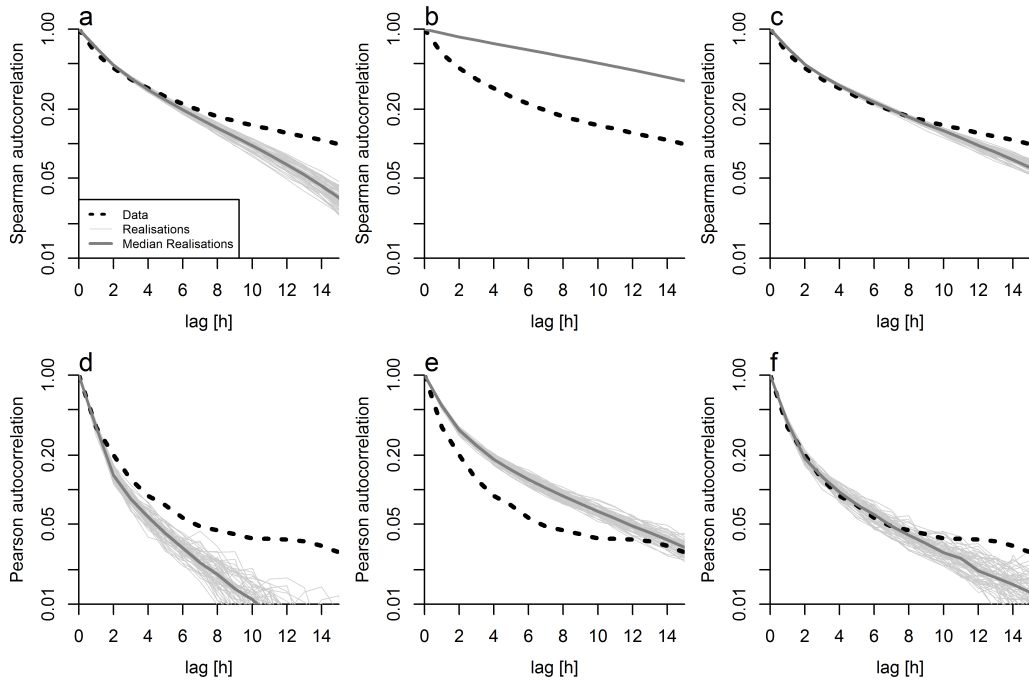 a
1.00
0.20
0.05
0.01
Spearman autocorrelation
Data
Realisations
Median Realisations
0 2 4 6 8 10 12 14
lag [h]
b
1.00
0.20
0.05
0.01
Spearman autocorrelation
0 2 4 6 8 10 12 14
lag [h]
c
1.00
0.20
0.05
0.01
Spearman autocorrelation
0 2 4 6 8 10 12 14
lag [h]
d
1.00
0.20
0.05
0.01
Pearson autocorrelation
0 2 4 6 8 10 12 14
lag [h]
e
1.00
0.20
0.05
0.01
Pearson autocorrelation
0 2 4 6 8 10 12 14
lag [h]
f
1.00
0.20
0.05
0.01
Pearson autocorrelation
0 2 4 6 8 10 12 14
lag [h]